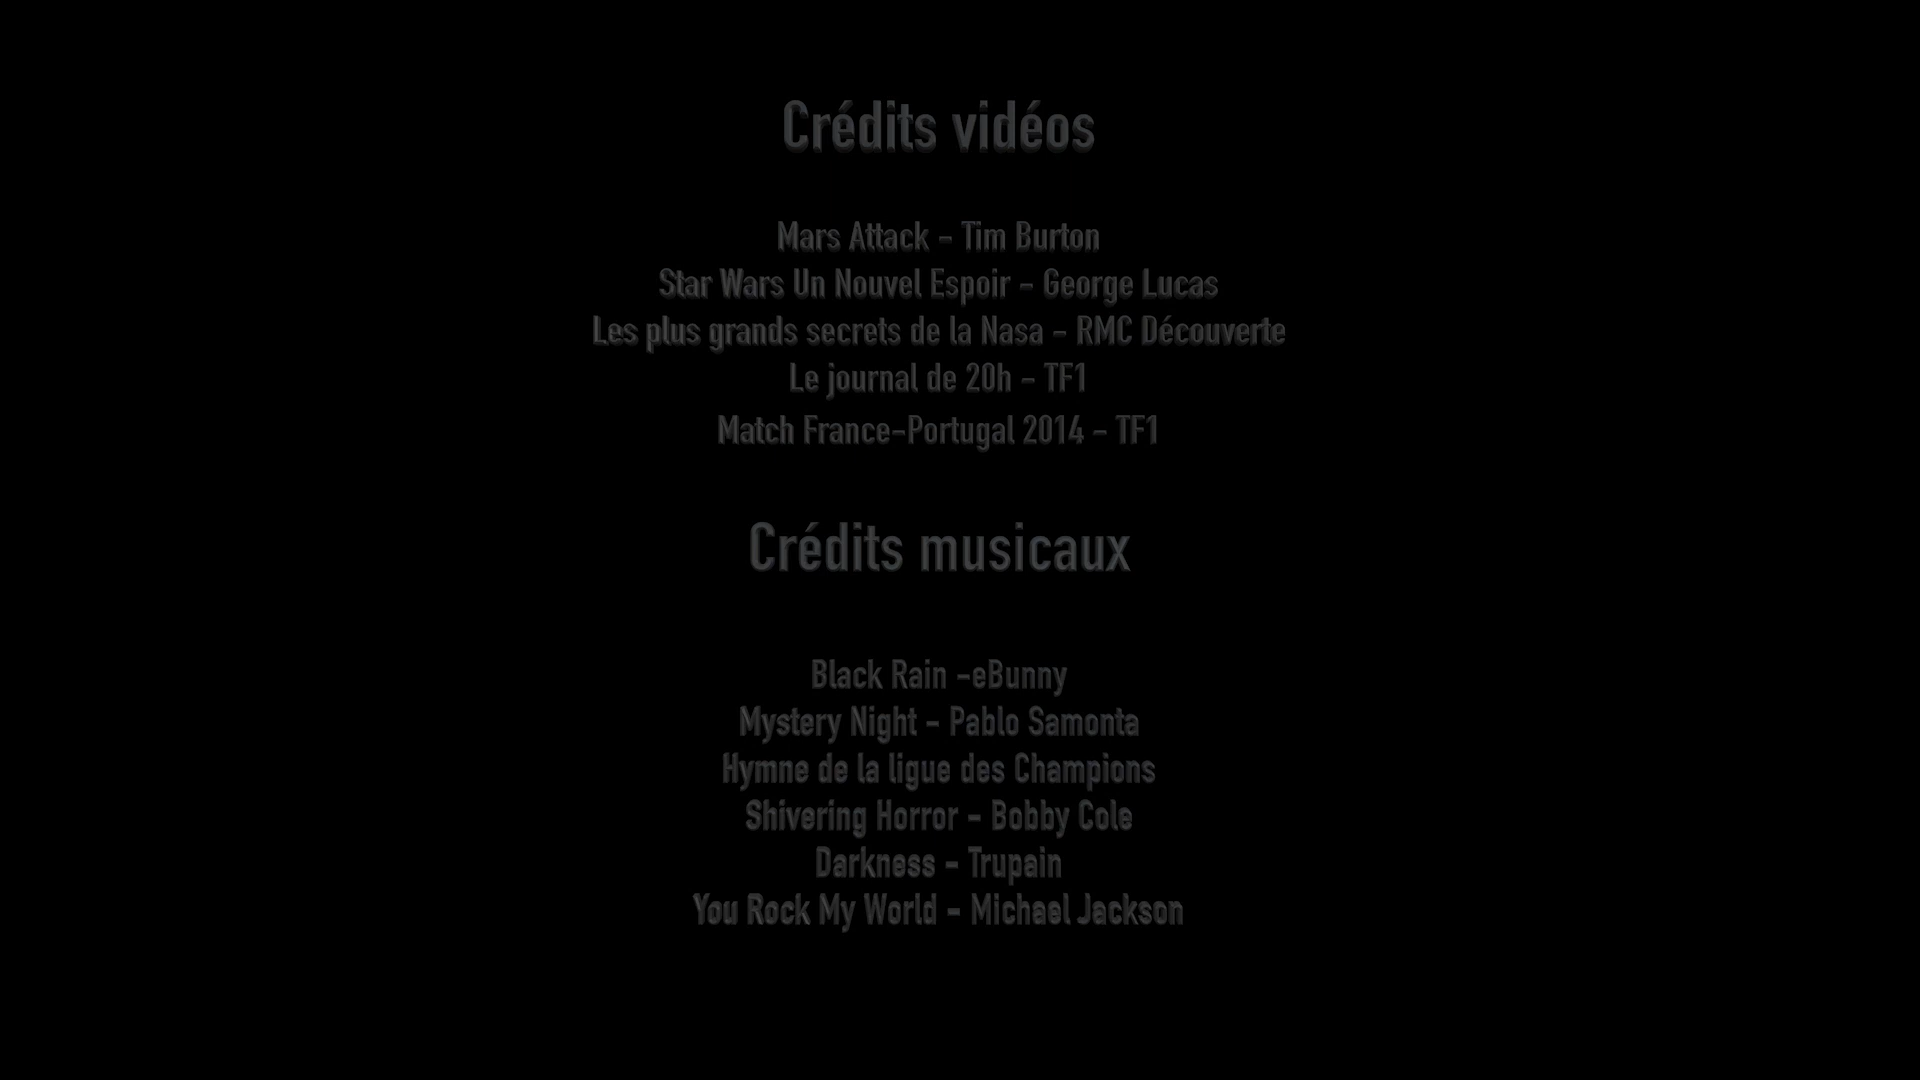 Crédits vidéos
Mars Attack - Tim Burton
Star Wars Un Nouvel Espoir - George Lucas
Les plus grands secrets de la Nasa - RMC Découverte
Le journal de 20h - TF1
Match France-Portugal 2014 - TF1
Crédits musicaux
Black Rain -eBunny
Mystery Night - Pablo Samonta
Hymne de la ligue des Champions
Shivering Horror - Bobby Cole
Darkness - Trupain
You Rock My World - Michael Jackson